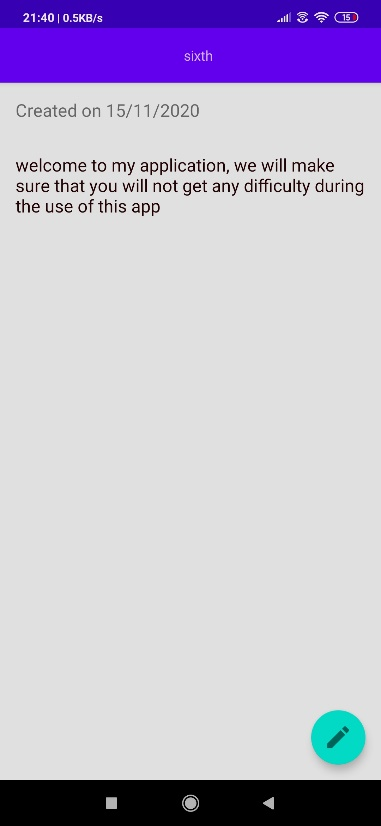 21:40 | 0.5KB/s
15
sixth
Created on 15/11/2020
welcome to my application, we will make
sure that you will not get any difficulty during
the use of this app